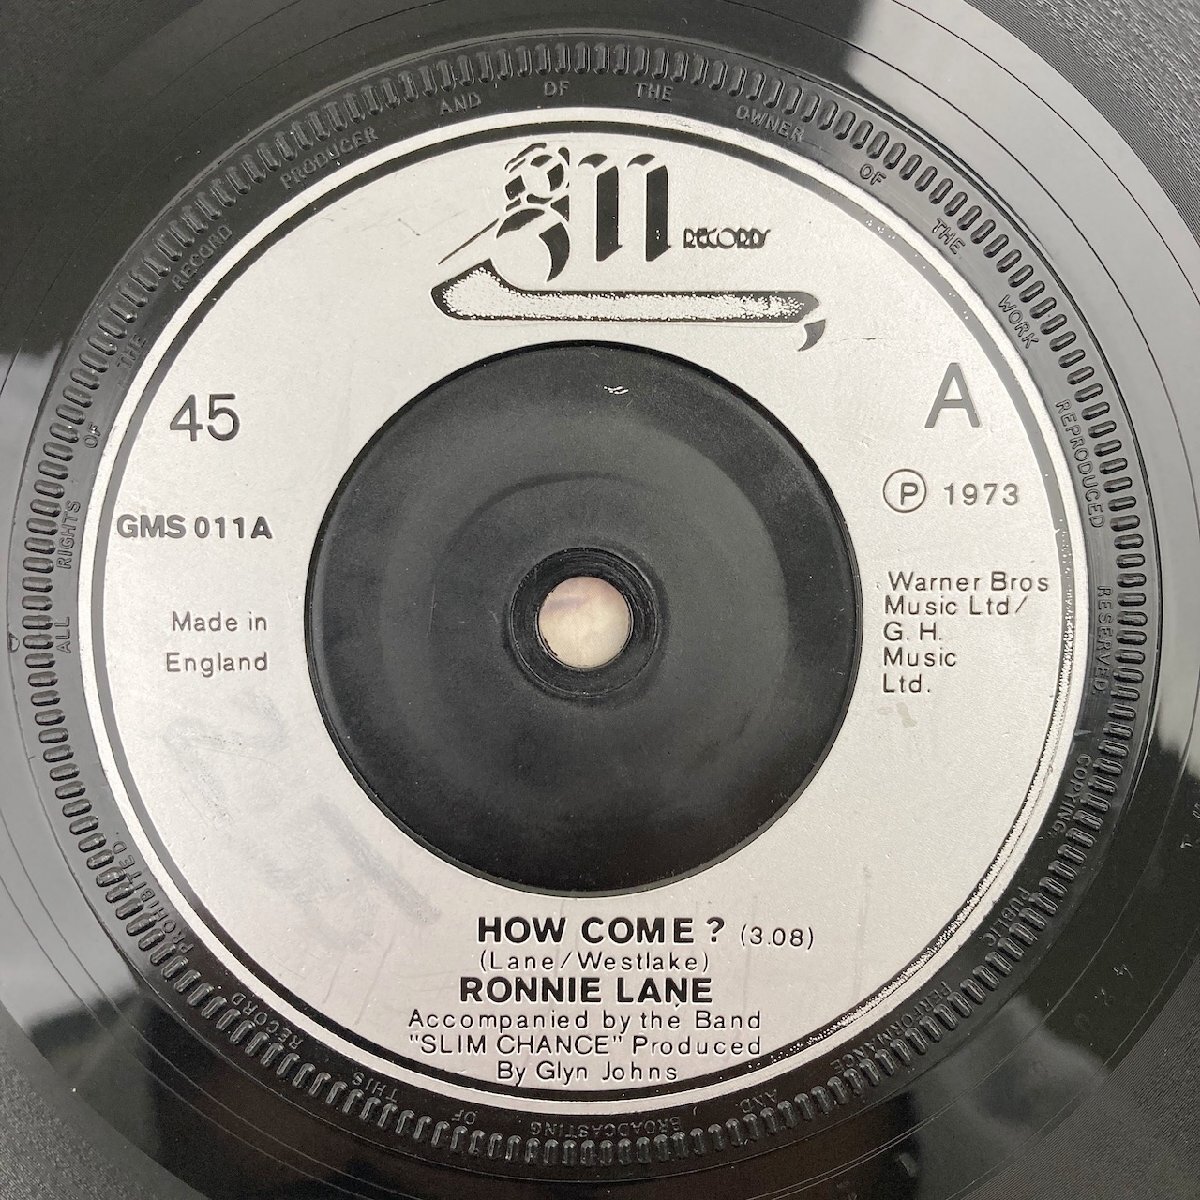 gm RECORDS
45
A
GMS 011A
℗ 1973
Made in
England
Warner Bros
Music Ltd/
G. H.
Music
Ltd.
HOW COME ? (3.08)
(Lane/Westlake)
RONNIE LANE
Accompanied by the Band
"SLIM CHANCE" Produced
By Glyn Johns
ALL RIGHTS OF THE RECORD PRODUCER AND OF THE OWNER OF THE WORK REPRODUCED RESERVED COPYING PUBLIC PERFORMANCE AND BROADCASTING OF THIS RECORD PROHIBITED